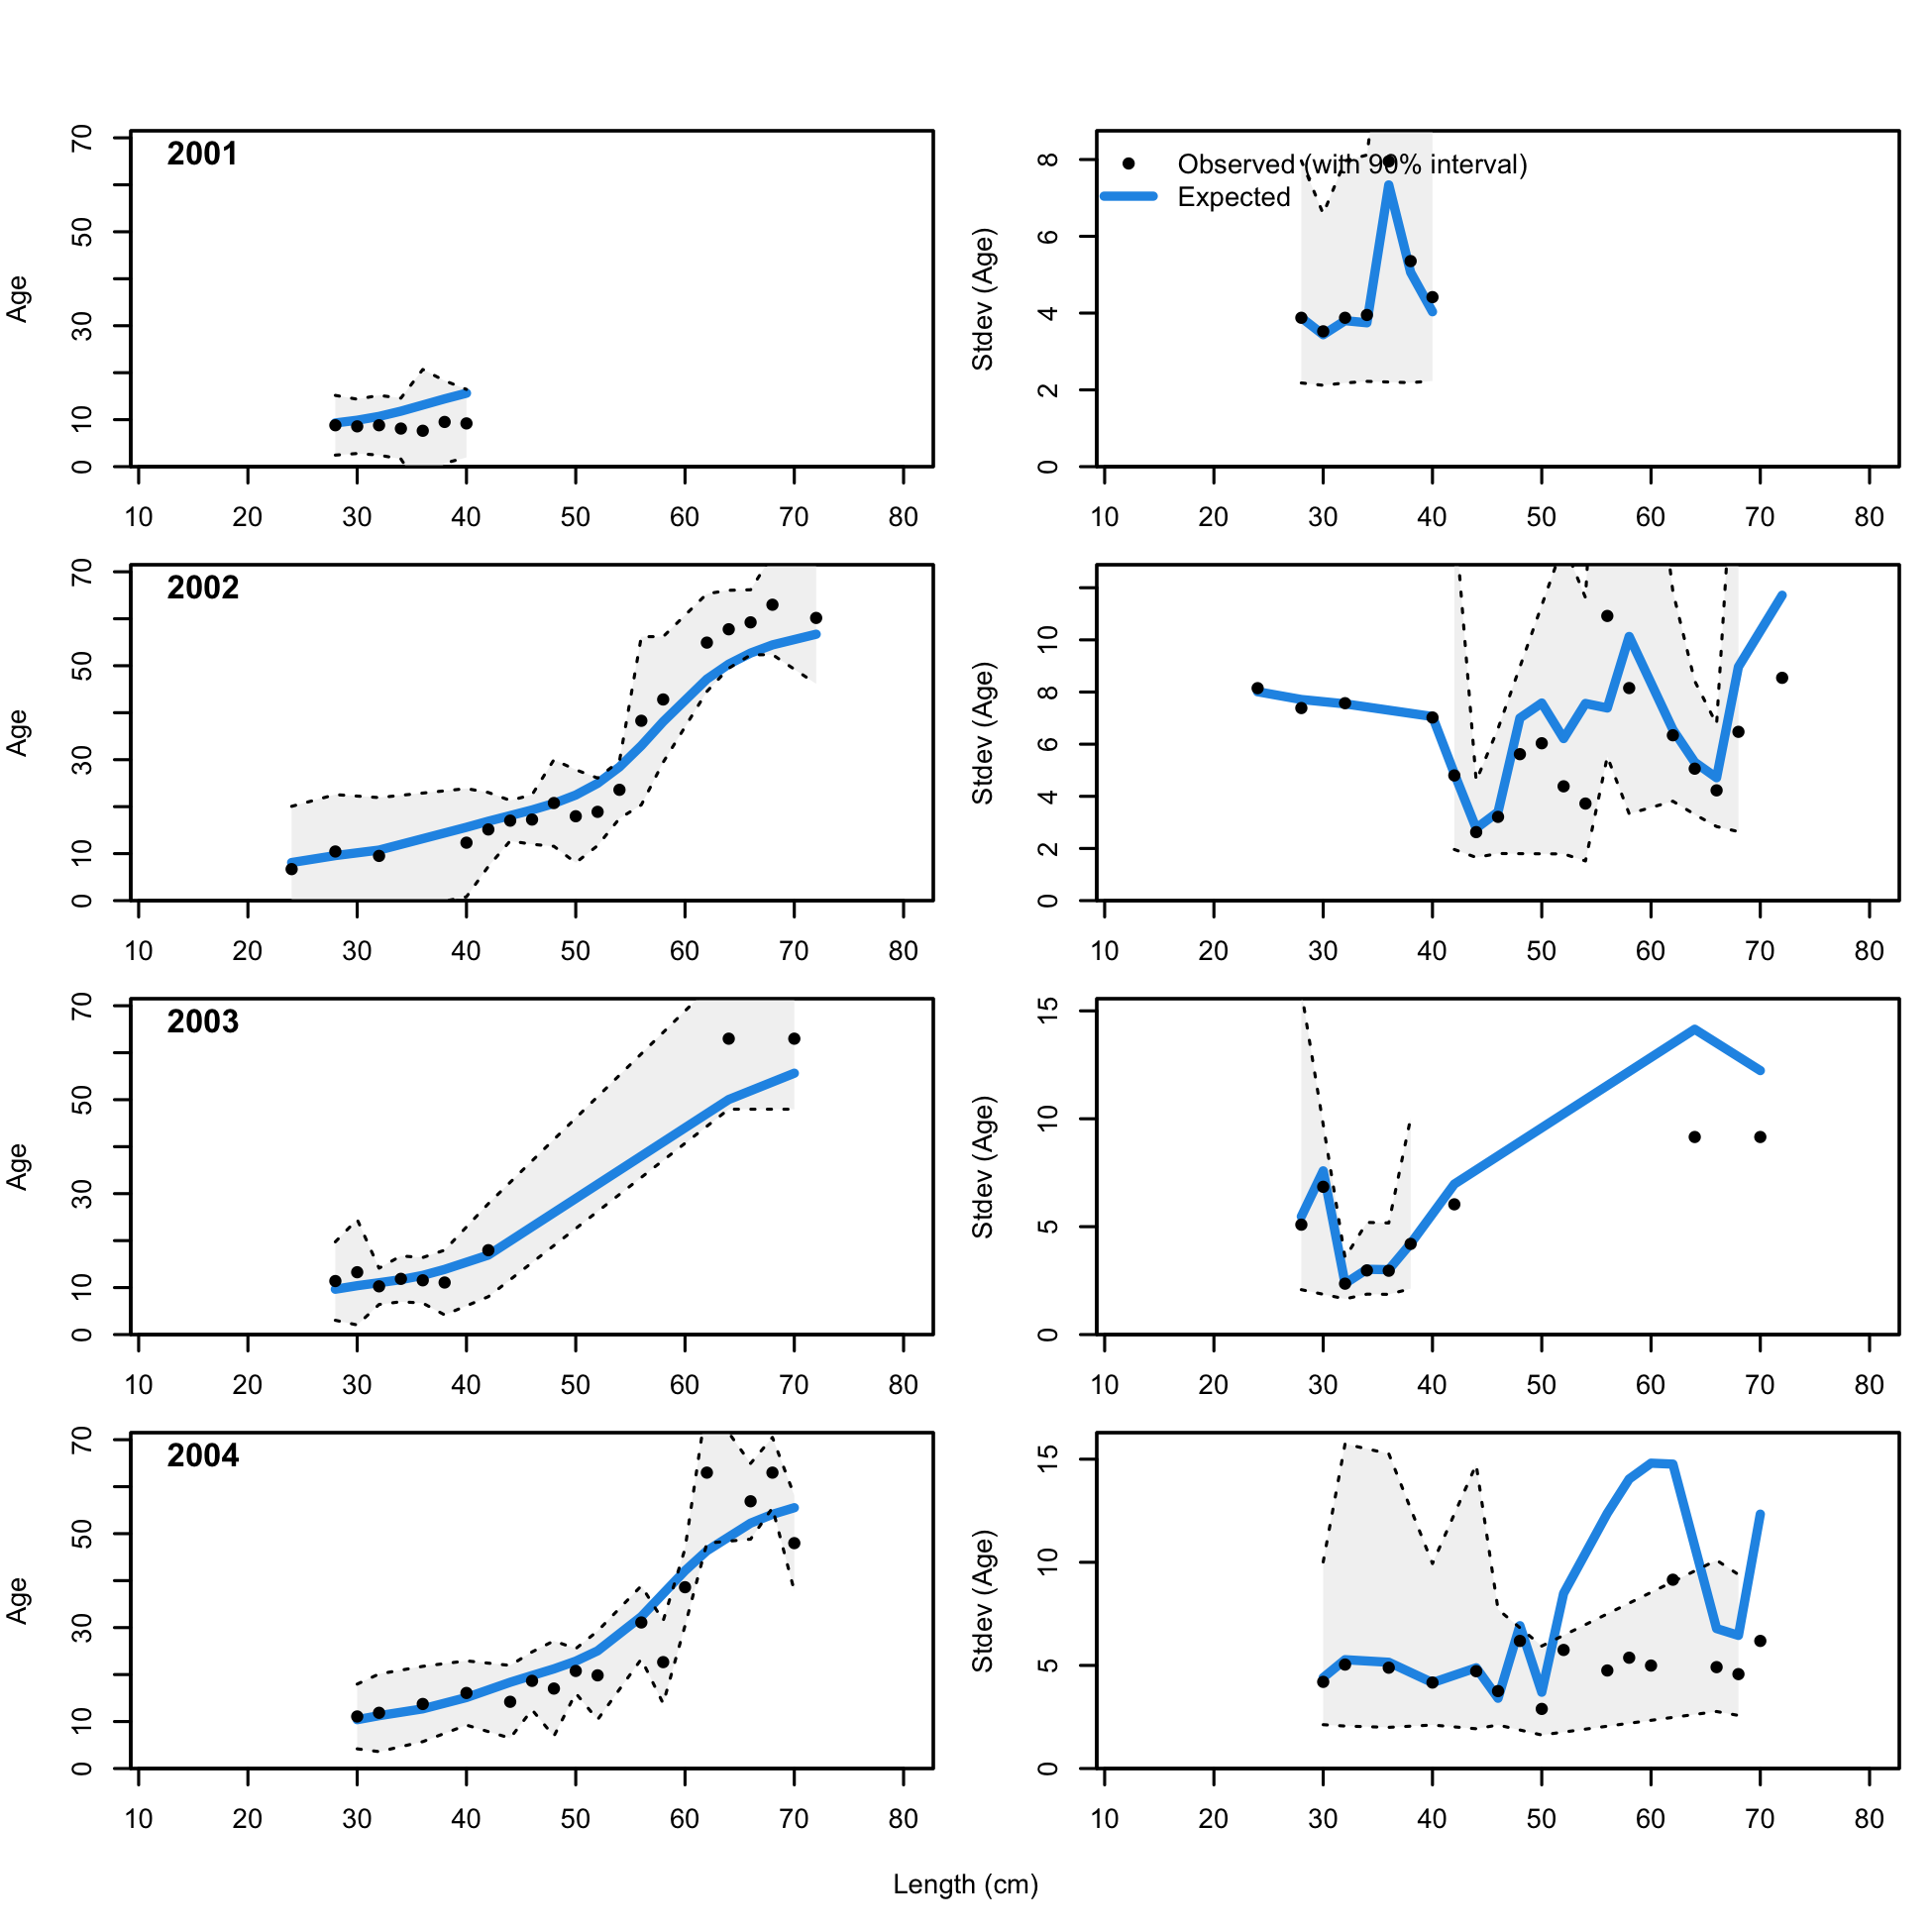 2001
Age
0 10 30 50 70
10 20 30 40 50 60 70 80
Observed (with 90% interval)
Expected
Stdev (Age)
0 2 4 6 8
10 20 30 40 50 60 70 80
2002
Age
0 10 30 50 70
10 20 30 40 50 60 70 80
Stdev (Age)
0 2 4 6 8 10
10 20 30 40 50 60 70 80
2003
Age
0 10 30 50 70
10 20 30 40 50 60 70 80
Stdev (Age)
0 5 10 15
10 20 30 40 50 60 70 80
2004
Age
0 10 30 50 70
10 20 30 40 50 60 70 80
Stdev (Age)
0 5 10 15
10 20 30 40 50 60 70 80
Length (cm)